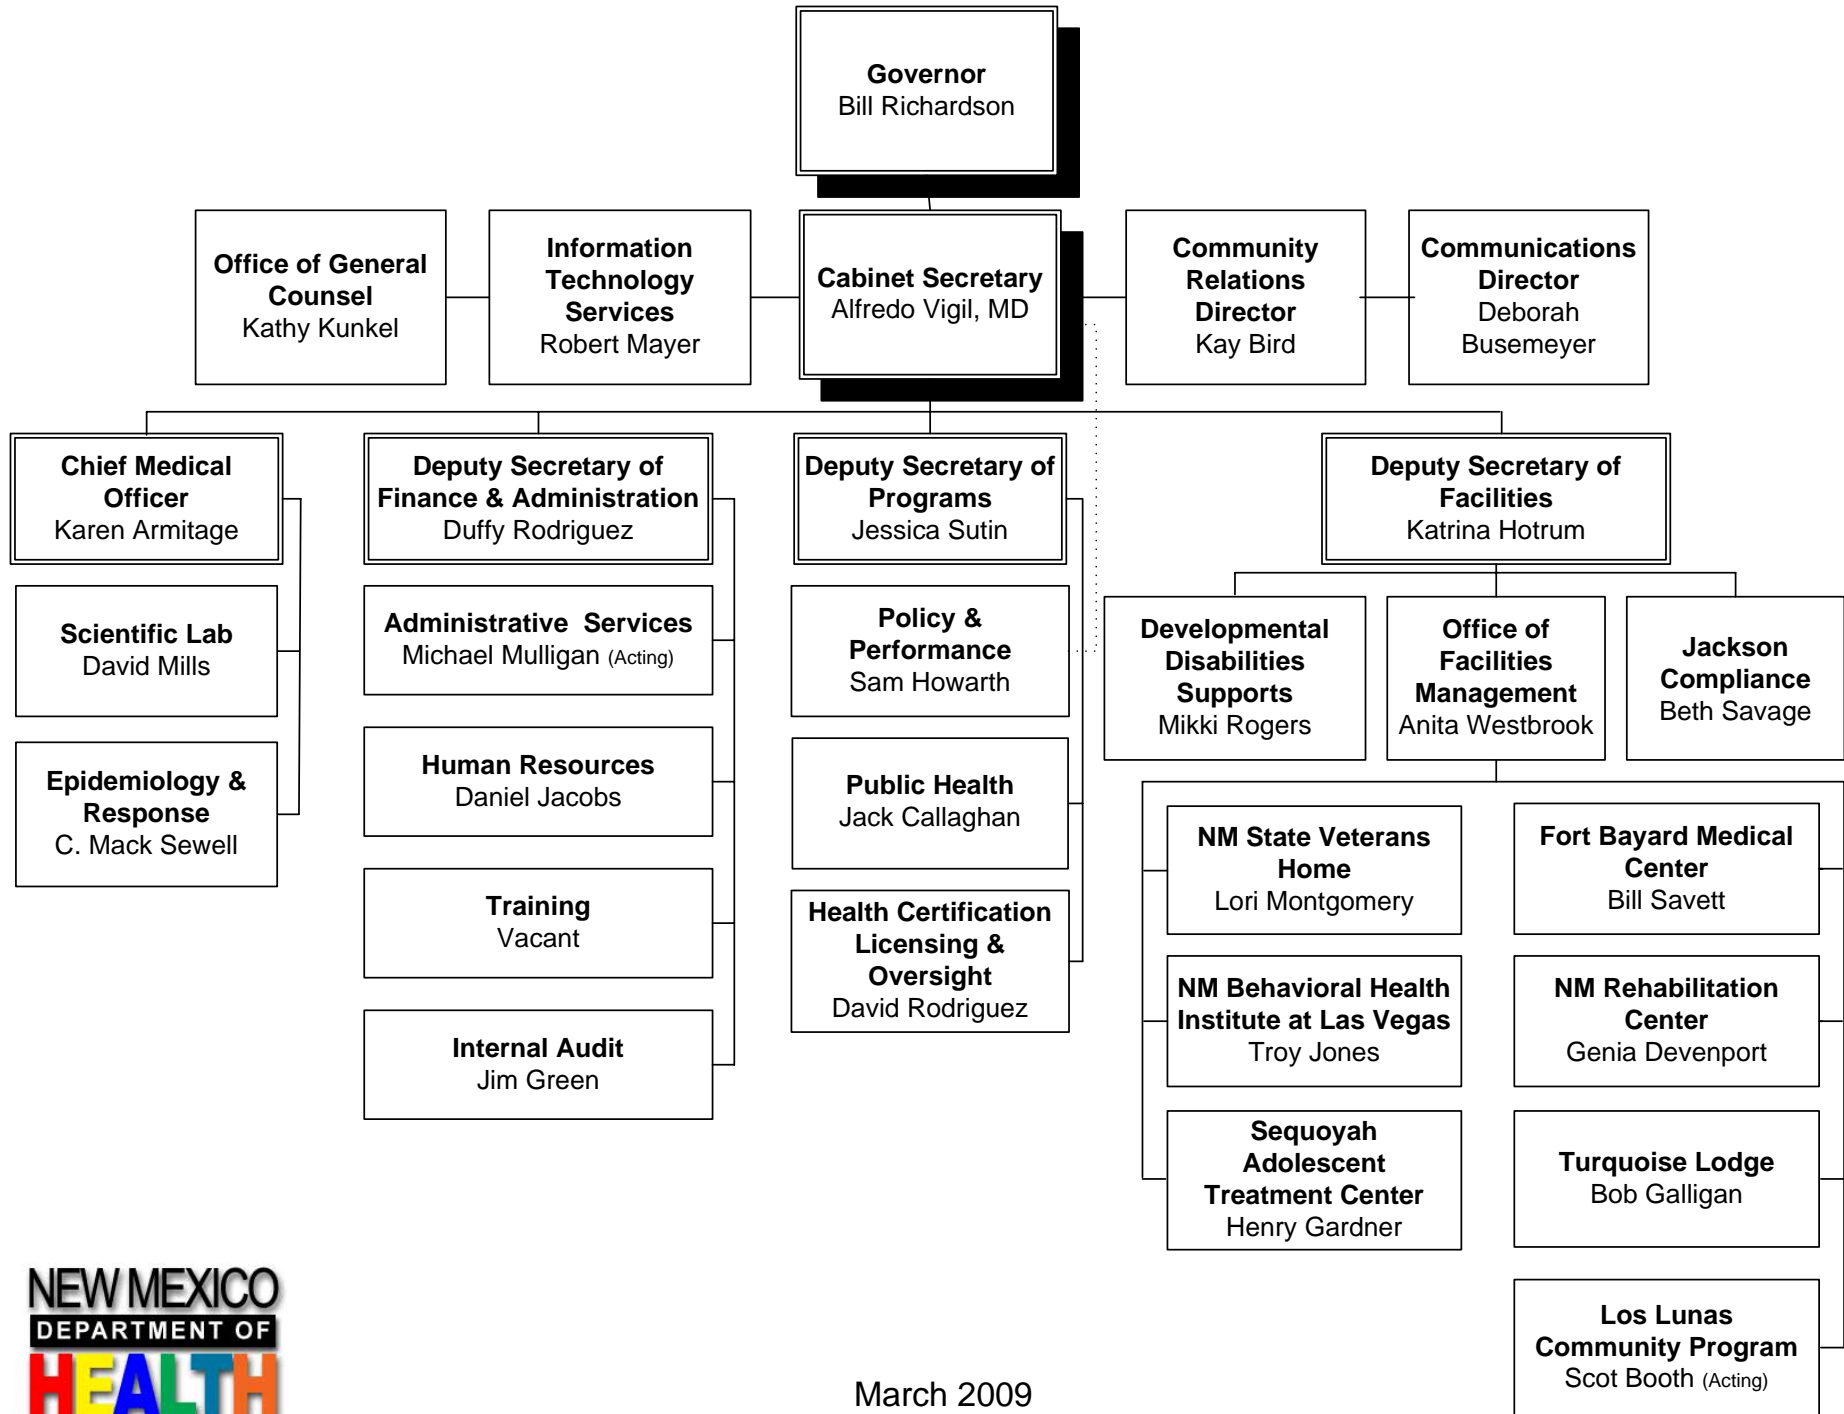 Governor
Bill Richardson
Office of General
Counsel
Kathy Kunkel
Information
Technology
Services
Robert Mayer
Cabinet Secretary
Alfredo Vigil, MD
Community
Relations
Director
Kay Bird
Communications
Director
Deborah
Busemeyer
Chief Medical
Officer
Karen Armitage
Deputy Secretary of
Finance & Administration
Duffy Rodriguez
Deputy Secretary of
Programs
Jessica Sutin
Deputy Secretary of
Facilities
Katrina Hotrum
Scientific Lab
David Mills
Epidemiology &
Response
C. Mack Sewell
Administrative  Services
Michael Mulligan (Acting)
Human Resources
Daniel Jacobs
Training
Vacant
Internal Audit
Jim Green
Policy &
Performance
Sam Howarth
Public Health
Jack Callaghan
Health Certification
Licensing &
Oversight
David Rodriguez
Developmental
Disabilities
Supports
Mikki Rogers
Office of
Facilities
Management
Anita Westbrook
Jackson
Compliance
Beth Savage
NM State Veterans
Home
Lori Montgomery
Fort Bayard Medical
Center
Bill Savett
NM Behavioral Health
Institute at Las Vegas
Troy Jones
NM Rehabilitation
Center
Genia Devenport
Sequoyah
Adolescent
Treatment Center
Henry Gardner
Turquoise Lodge
Bob Galligan
Los Lunas
Community Program
Scot Booth (Acting)
NEW MEXICO
DEPARTMENT OF
HEALTH
March 2009